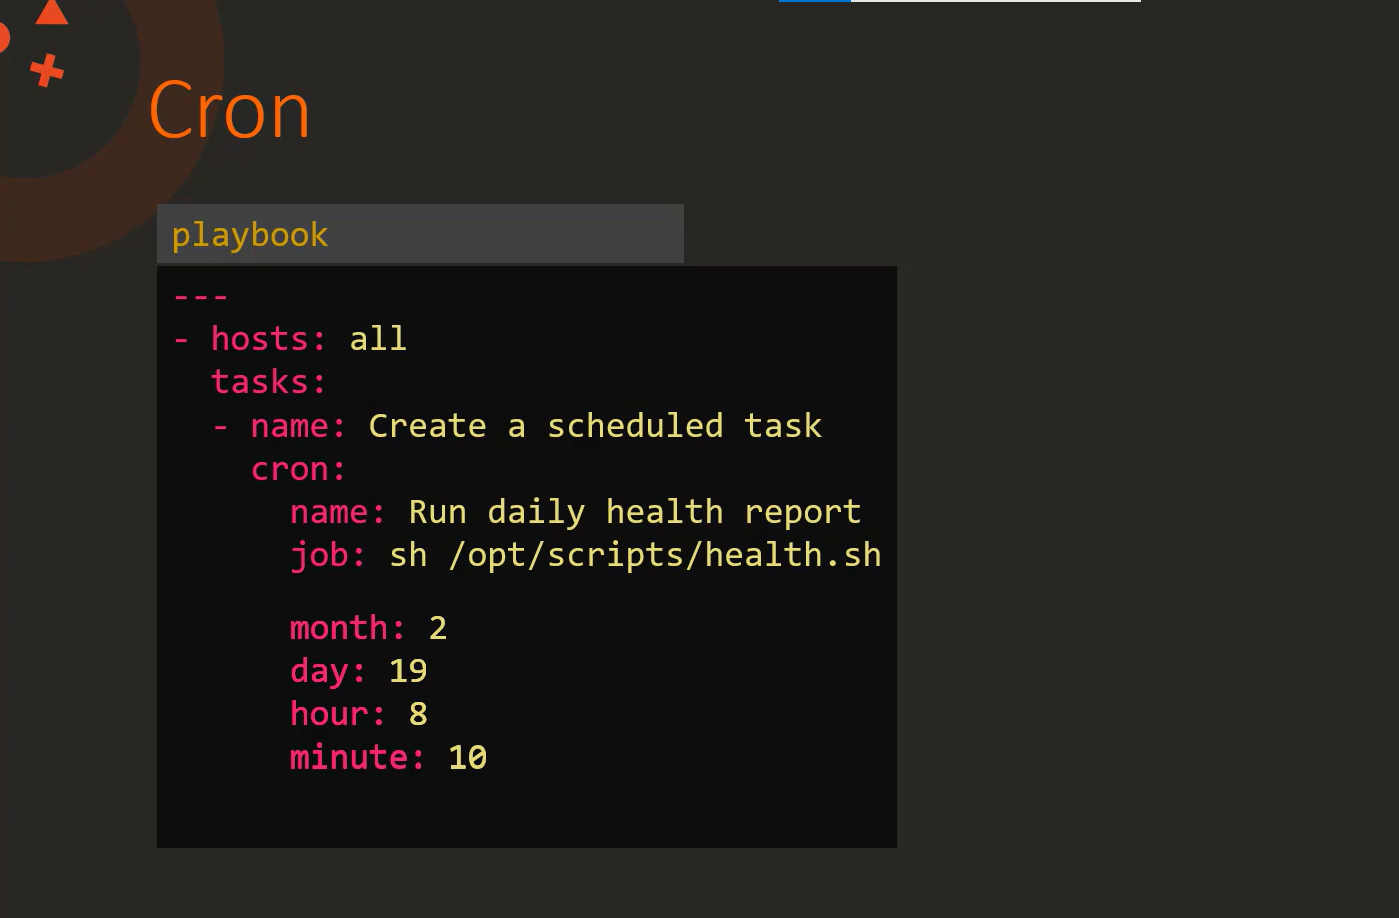 Cron
playbook
---
- hosts: all
  tasks:
  - name: Create a scheduled task
    cron:
      name: Run daily health report
      job: sh /opt/scripts/health.sh
      month: 2
      day: 19
      hour: 8
      minute: 10